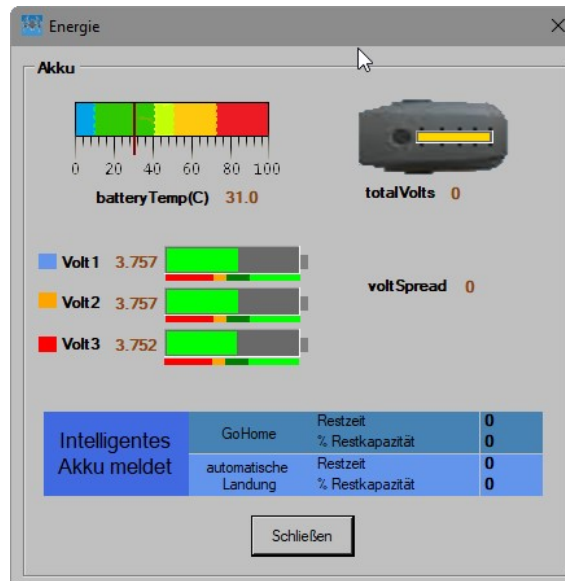 Energie
Akku
0 20 40 60 80 100
batteryTemp(C) 31.0
totalVolts 0
Volt1 3.757
Volt2 3.757
voltSpread 0
Volt3 3.752
Intelligentes
Akku meldet
GoHome
Restzeit 0
% Restkapazität 0
automatische
Landung
Restzeit 0
% Restkapazität 0
Schließen